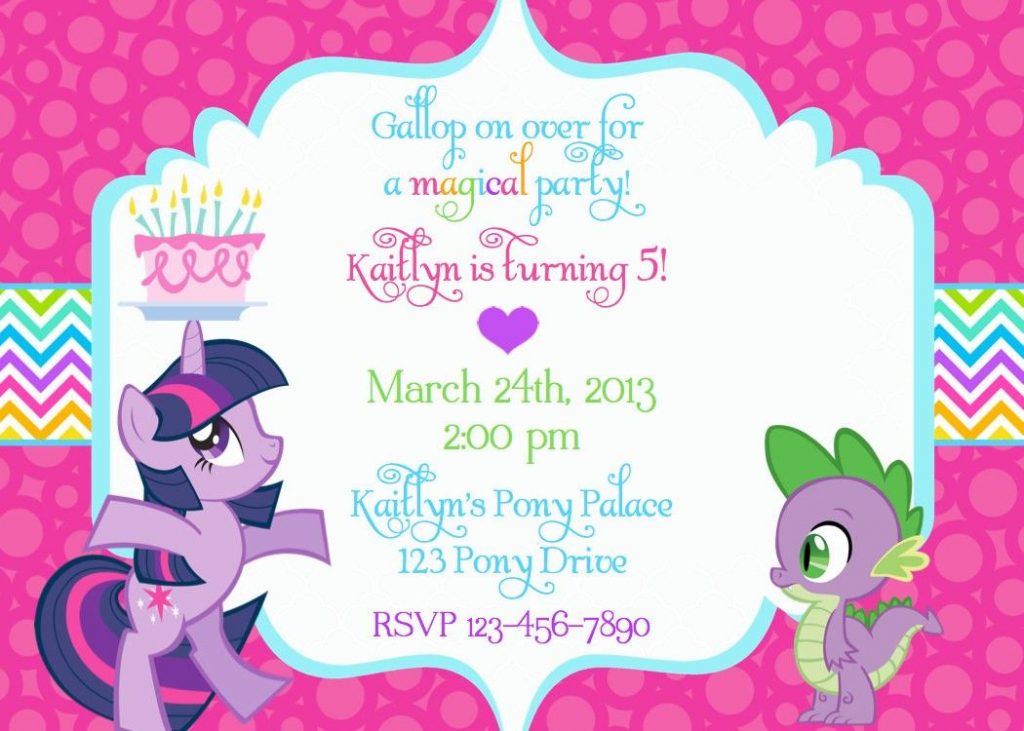 Gallop on over for
a magical party!
Kaitlyn is turning 5!
March 24th, 2013
2:00 pm
Kaitlyn's Pony Palace
123 Pony Drive
RSVP 123-456-7890